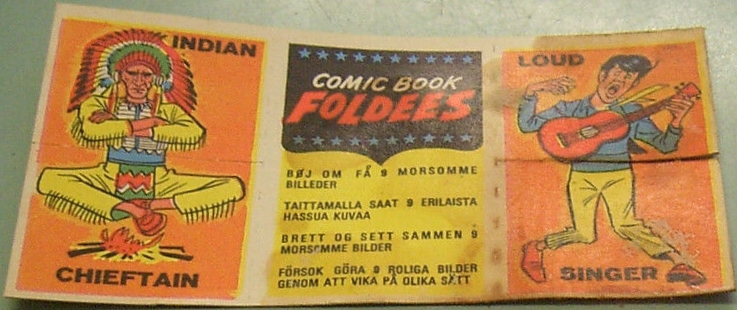 INDIAN
CHIEFTAIN
COMIC BOOK
FOLDEES
BØJ OM FÅ 9 MORSOMME
BILLEDER
TAITTAMALLA SAAT 9 ERILAISTA
HASSUA KUVAA
BRETT OG SETT SAMMEN 9
MORSOMME BILDER
FÖRSOK GÖRA 9 ROLIGA BILDER
GENOM ATT VIKA PÅ OLIKA SÄTT
LOUD
SINGER